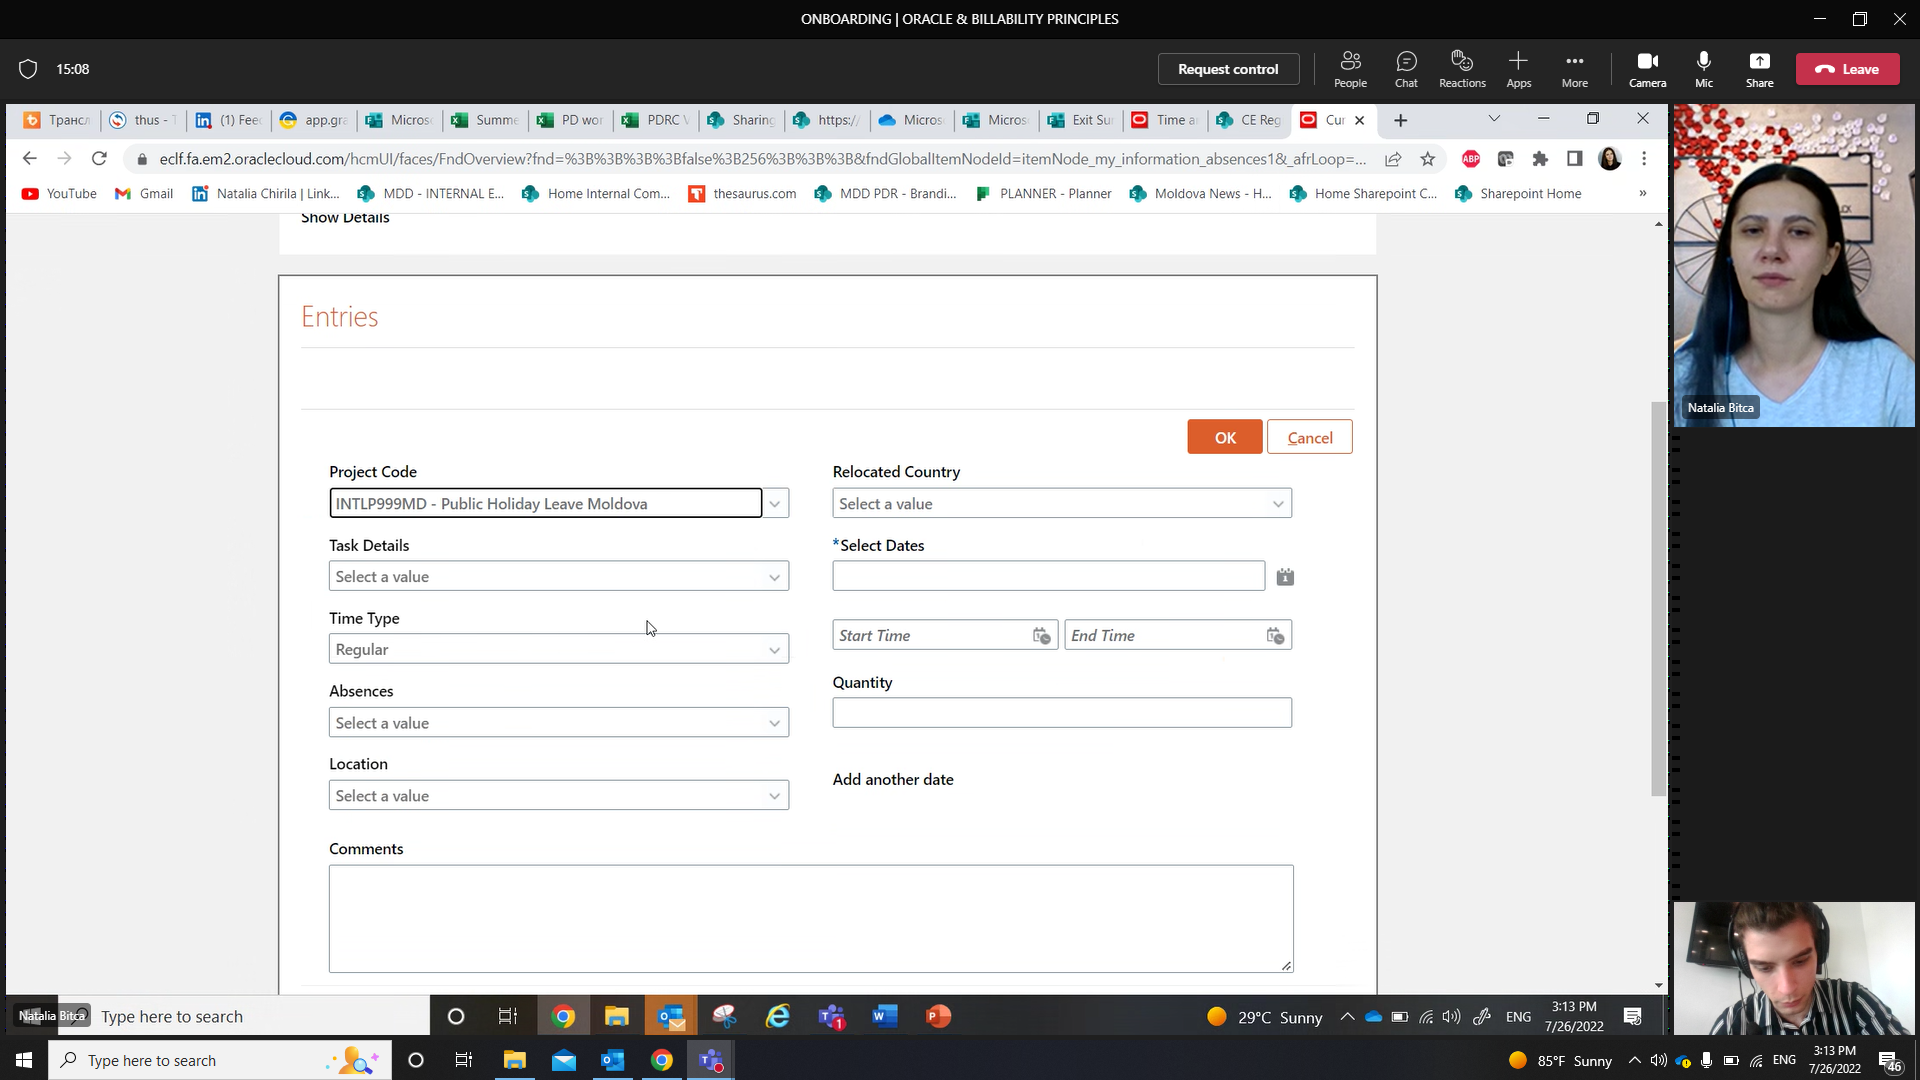 ONBOARDING | ORACLE & BILLABILITY PRINCIPLES
15:08
Request control
People
Chat
Reactions
Apps
More
Camera
Mic
Share
Leave
Трансл
thus - T
(1) Feed
app.gra
Microso
Summe
PD wor
PDRC V
Sharing
https://
Micros
Micros
Exit Sur
Time a
CE Reg
Cur
eclf.fa.em2.oraclecloud.com/hcmUI/faces/FndOverview?fnd=%3B%3B%3B%3Bfalse%3B256%3B%3B%3B&fndGlobalItemNodeId=itemNode_my_information_absences1&_afrLoop=...
ABP
YouTube
Gmail
Natalia Chirila | Link...
MDD - INTERNAL E...
Home Internal Com...
thesaurus.com
MDD PDR - Brandi...
PLANNER - Planner
Moldova News - H...
Home Sharepoint C...
Sharepoint Home
»
Show Details
Entries
OK
Cancel
Project Code
INTLP999MD - Public Holiday Leave Moldova
Relocated Country
Select a value
Task Details
Select a value
*Select Dates
Time Type
Regular
Start Time
End Time
Absences
Select a value
Quantity
Location
Select a value
Add another date
Comments
Natalia Bitca
Natalia Bitca
Type here to search
1
29°C Sunny
ENG
3:13 PM
7/26/2022
Type here to search
85°F Sunny
ENG
3:13 PM
7/26/2022
46